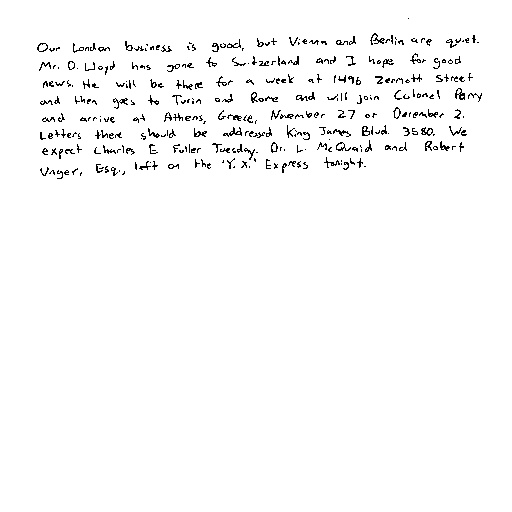 Our London business is good, but Vienna and Berlin are quiet.
Mr. D. Lloyd has gone to Switzerland and I hope for good
news. He will be there for a week at 1496 Zermott Street
and then goes to Turin and Rome and will join Colonel Parry
and arrive at Athens, Greece, November 27 or December 2.
Letters there should be addressed King James Blvd. 3580. We
expect Charles E. Fuller Tuesday. Dr. L. McQuaid and Robert
Unger, Esq., left on the 'Y.X.' Express tonight.